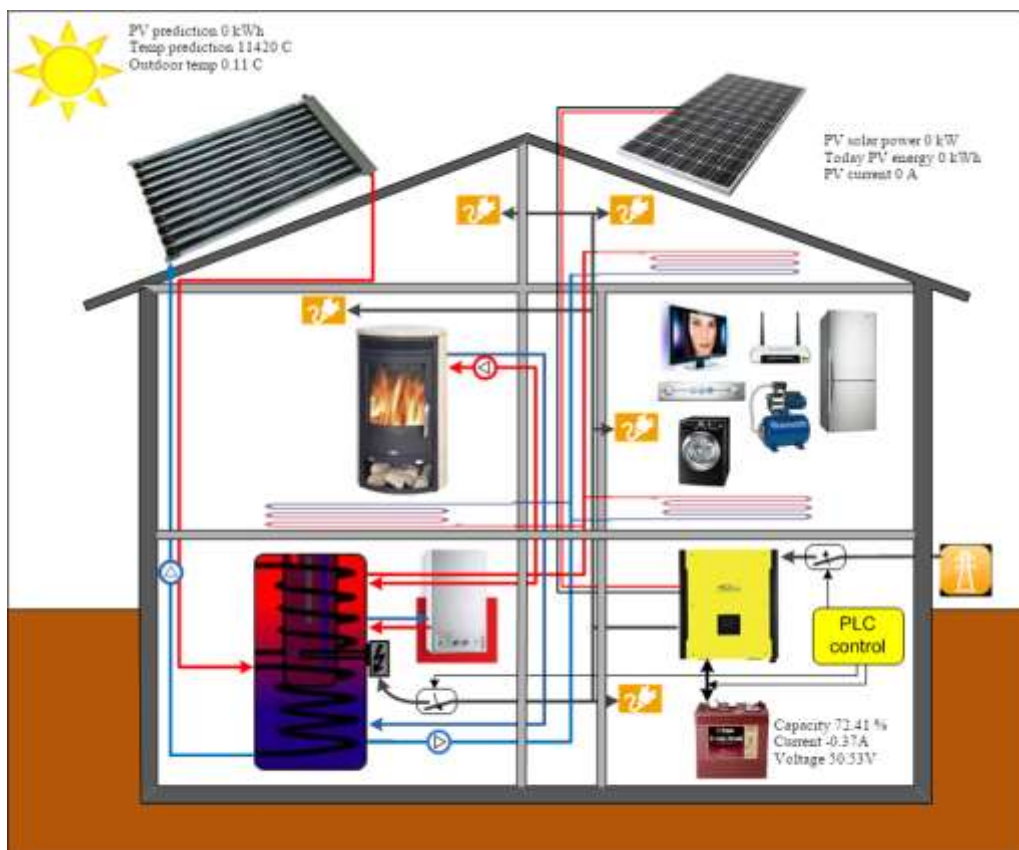 PV prediction 0 kWh
Temp prediction 11420 C
Outdoor temp 0.11 C
PV solar power 0 kW
Today PV energy 0 kWh
PV current 0 A
PLC
control
Capacity 72.41 %
Current -0.37A
Voltage 50.53V